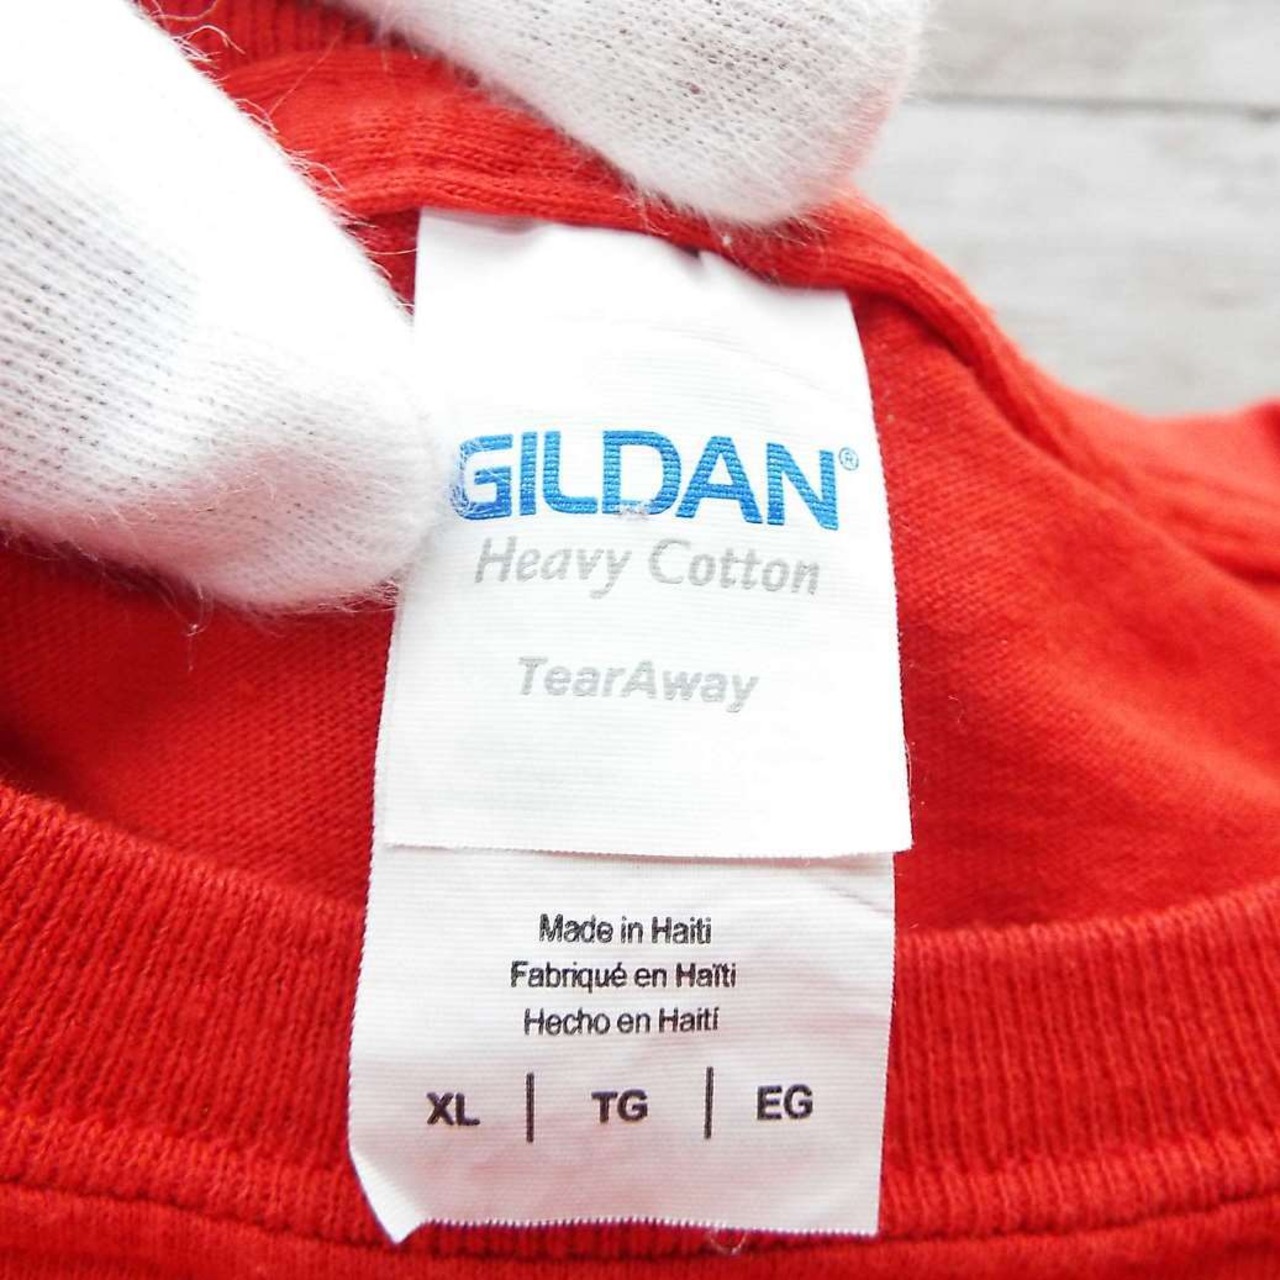 GILDAN®
Heavy Cotton
TearAway
Made in Haiti
Fabriqué en Haïti
Hecho en Haití
XL | TG | EG